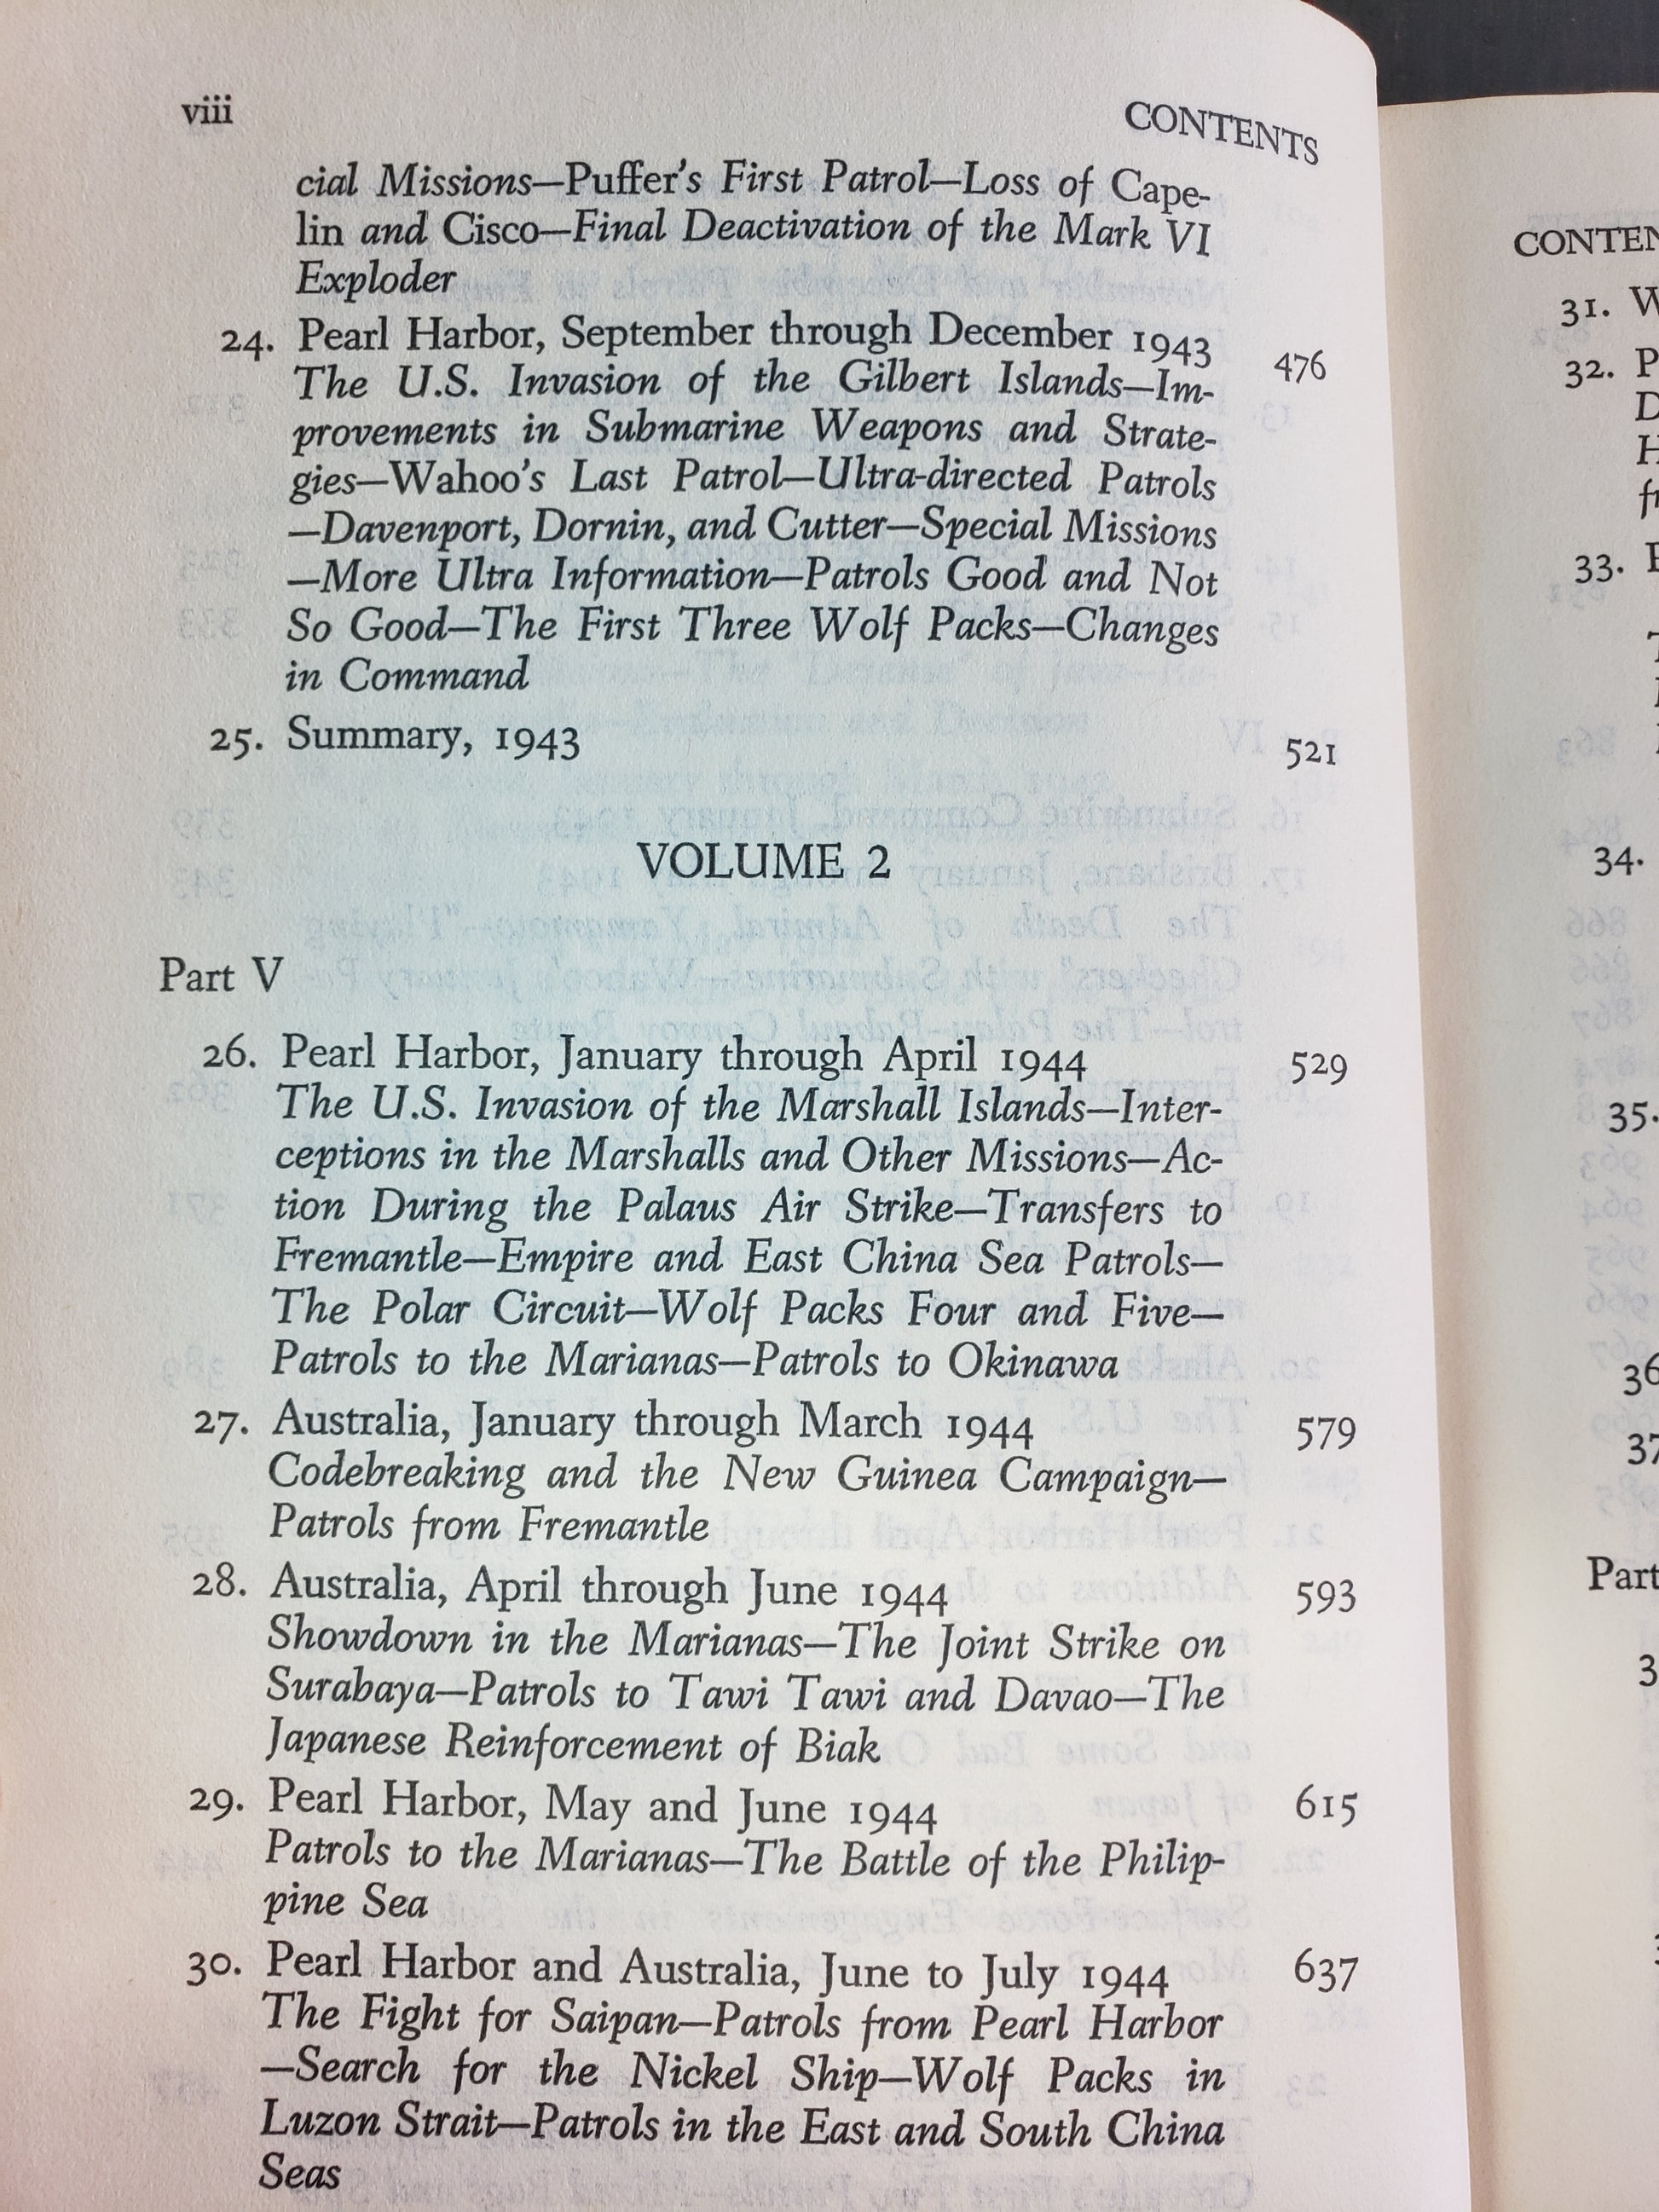 viii
CONTENTS
cial Missions—Puffer's First Patrol—Loss of Cape-
lin and Cisco—Final Deactivation of the Mark VI
Exploder
24. Pearl Harbor, September through December 1943 476
The U.S. Invasion of the Gilbert Islands—Im-
provements in Submarine Weapons and Strate-
gies—Wahoo's Last Patrol—Ultra-directed Patrols
—Davenport, Dornin, and Cutter—Special Missions
—More Ultra Information—Patrols Good and Not
So Good—The First Three Wolf Packs—Changes
in Command
25. Summary, 1943 521
VOLUME 2
Part V
26. Pearl Harbor, January through April 1944 529
The U.S. Invasion of the Marshall Islands—Inter-
ceptions in the Marshalls and Other Missions—Ac-
tion During the Palaus Air Strike—Transfers to
Fremantle—Empire and East China Sea Patrols—
The Polar Circuit—Wolf Packs Four and Five—
Patrols to the Marianas—Patrols to Okinawa
27. Australia, January through March 1944 579
Codebreaking and the New Guinea Campaign—
Patrols from Fremantle
28. Australia, April through June 1944 593
Showdown in the Marianas—The Joint Strike on
Surabaya—Patrols to Tawi Tawi and Davao—The
Japanese Reinforcement of Biak
29. Pearl Harbor, May and June 1944 615
Patrols to the Marianas—The Battle of the Philip-
pine Sea
30. Pearl Harbor and Australia, June to July 1944 637
The Fight for Saipan—Patrols from Pearl Harbor
—Search for the Nickel Ship—Wolf Packs in
Luzon Strait—Patrols in the East and South China
Seas
31.
32.
33.
34.
35.
Part